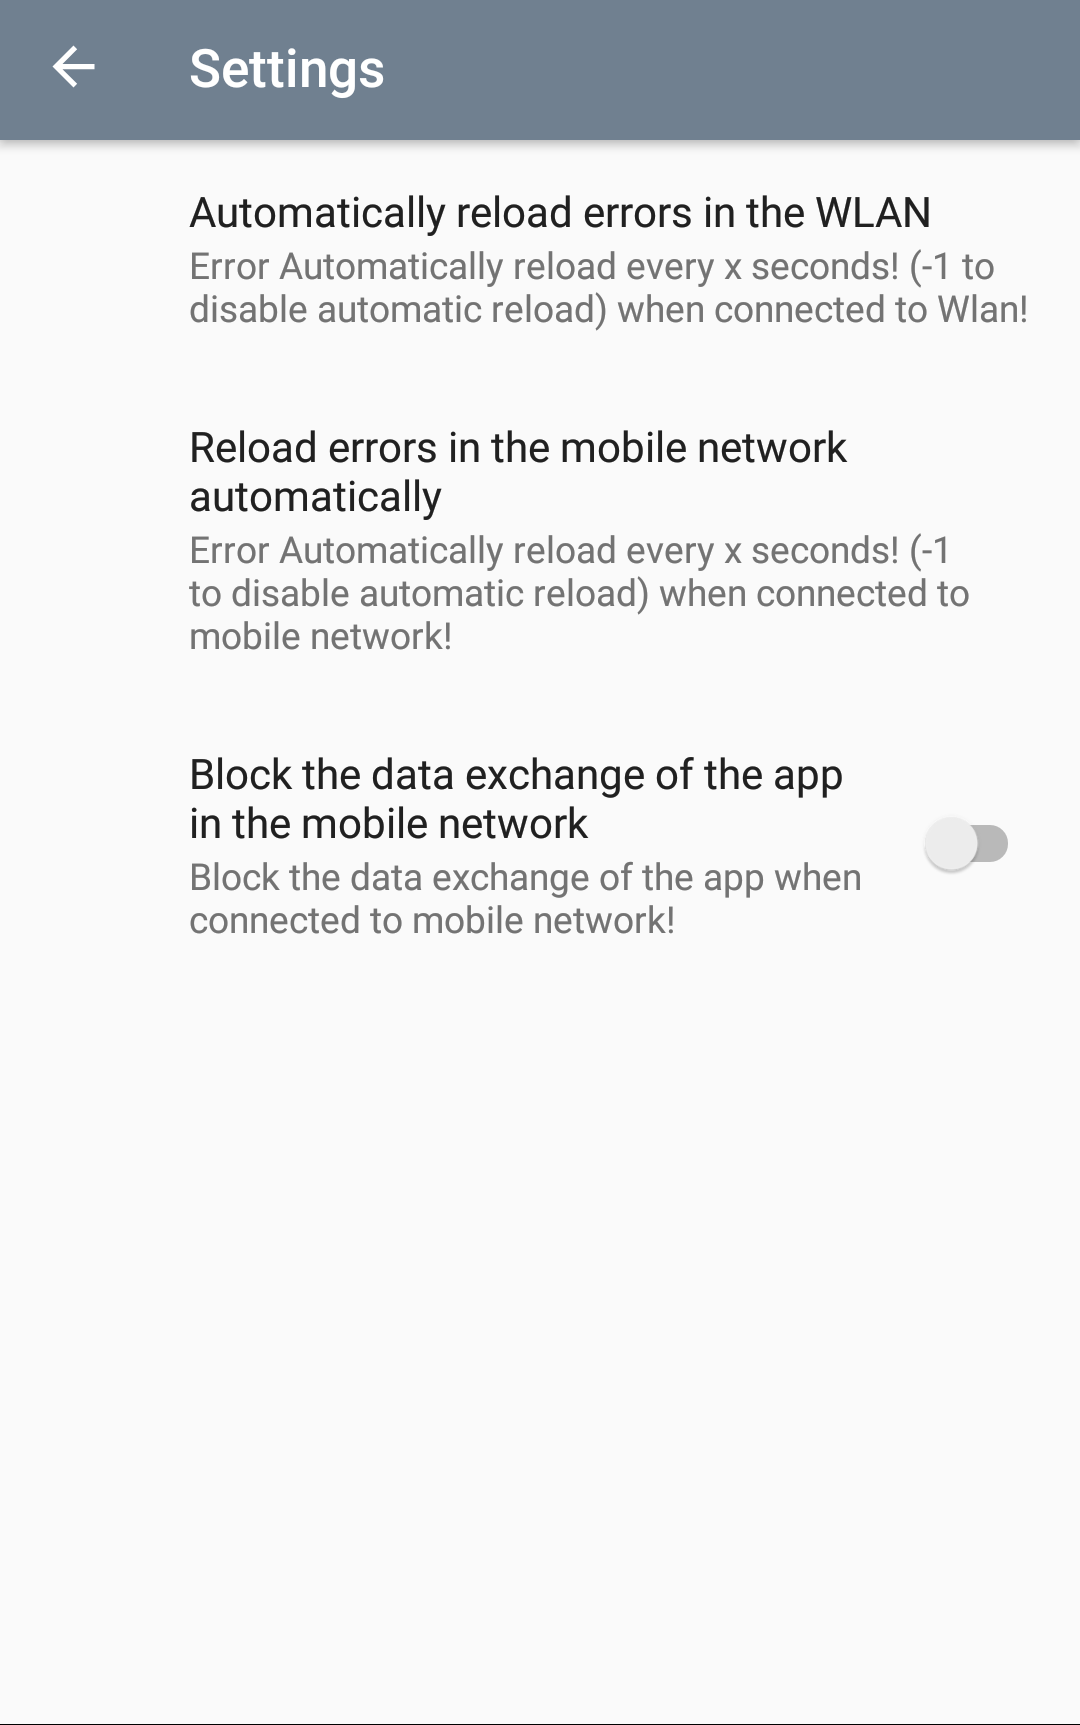 Settings
Automatically reload errors in the WLAN
Error Automatically reload every x seconds! (-1 to
disable automatic reload) when connected to Wlan!
Reload errors in the mobile network
automatically
Error Automatically reload every x seconds! (-1
to disable automatic reload) when connected to
mobile network!
Block the data exchange of the app
in the mobile network
Block the data exchange of the app when
connected to mobile network!